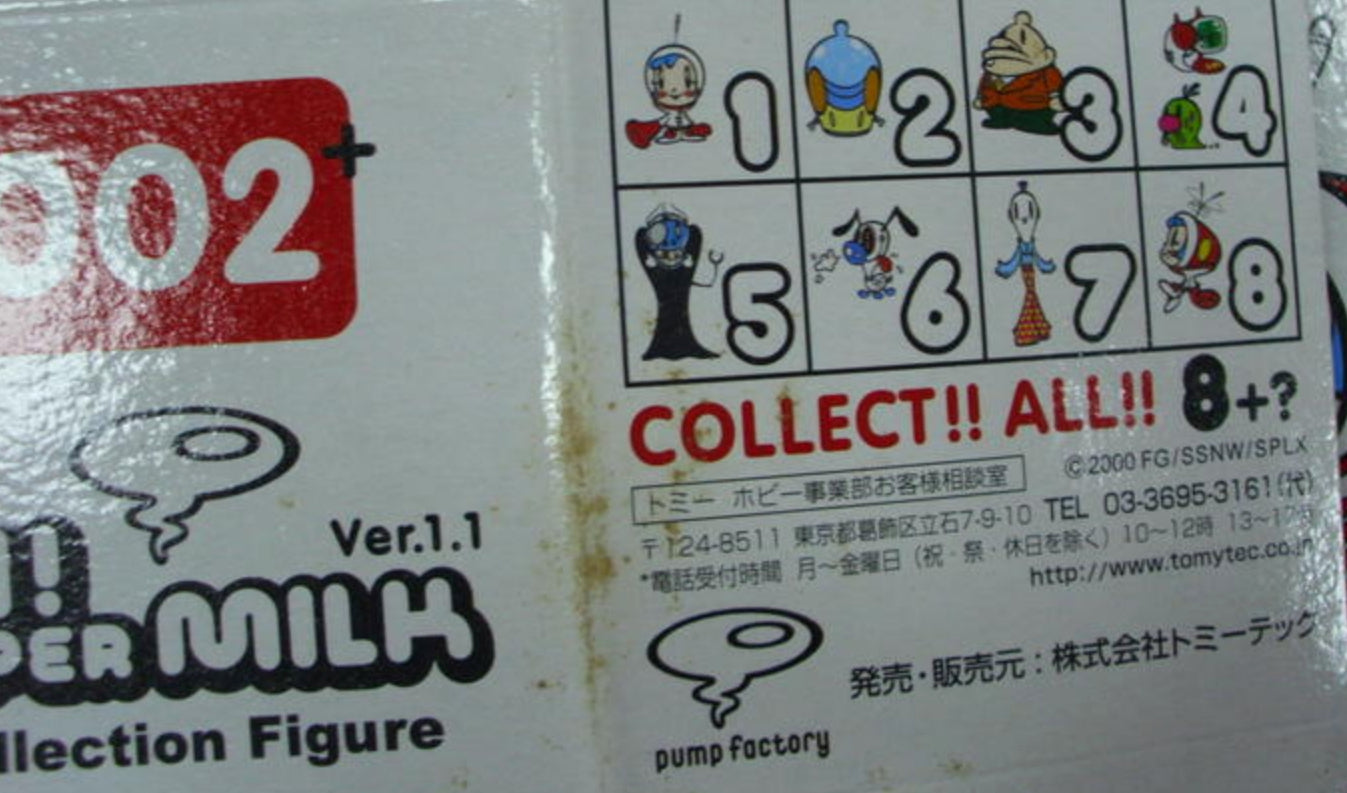 002+
Ver.1.1
MILK
Collection Figure
1
2
3
4
5
6
7
8
COLLECT!! ALL!! 8+?
©2000 FG/SSNW/SPLX
トミー ホビー事業部お客様相談室
〒124-8511 東京都葛飾区立石7-9-10 TEL 03-3695-3161(代)
*電話受付時間 月～金曜日(祝・祭・休日を除く) 10～12時
http://www.tomytec.co.jp
pump factory
発売・販売元:株式会社トミーテック